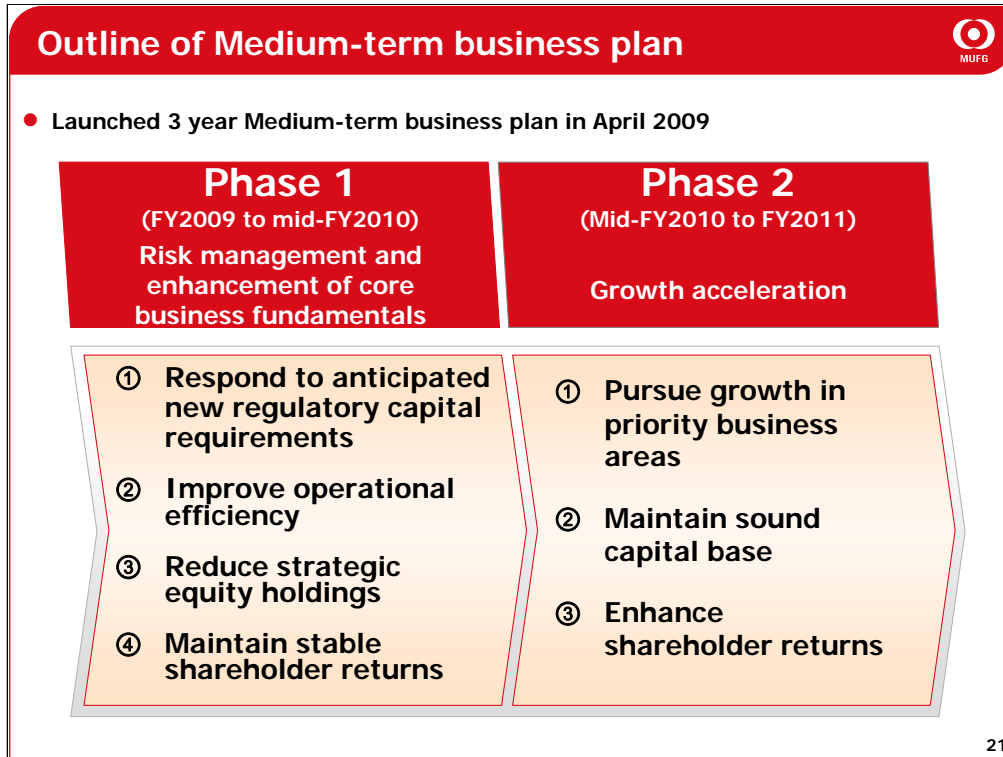 Outline of Medium-term business plan
MUFG
● Launched 3 year Medium-term business plan in April 2009
Phase 1
(FY2009 to mid-FY2010)
Risk management and
enhancement of core
business fundamentals
Phase 2
(Mid-FY2010 to FY2011)
Growth acceleration
① Respond to anticipated
new regulatory capital
requirements
② Improve operational
efficiency
③ Reduce strategic
equity holdings
④ Maintain stable
shareholder returns
① Pursue growth in
priority business
areas
② Maintain sound
capital base
③ Enhance
shareholder returns
21